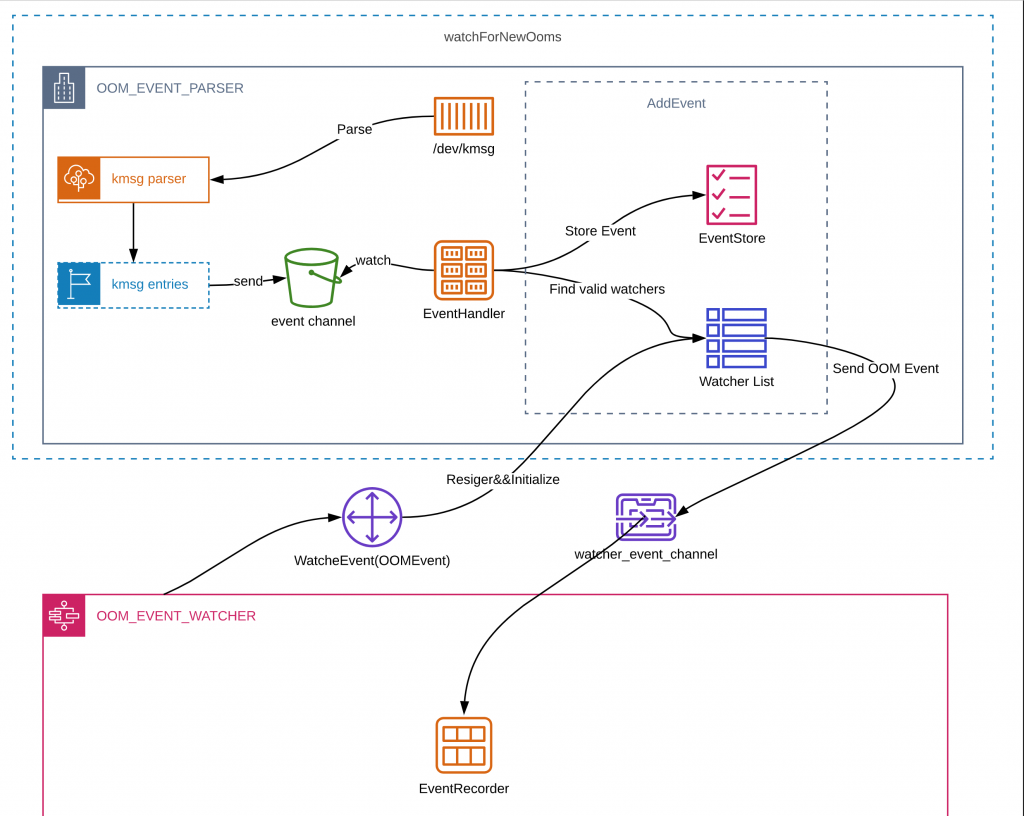 watchForNewOoms
OOM_EVENT_PARSER
AddEvent
Parse
/dev/kmsg
kmsg parser
Store Event
EventStore
kmsg entries
send
watch
event channel
EventHandler
Find valid watchers
Watcher List
Send OOM Event
Resiger&&Initialize
WatcheEvent(OOMEvent)
watcher_event_channel
OOM_EVENT_WATCHER
EventRecorder